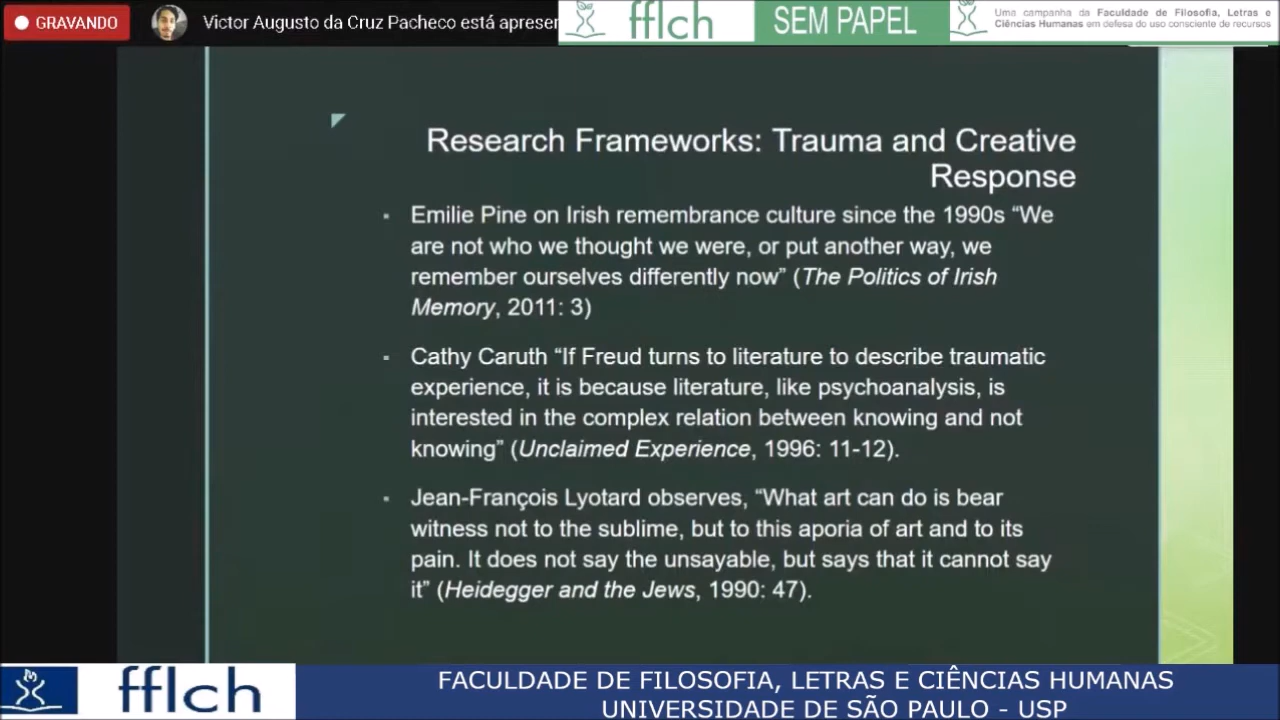 GRAVANDO
Victor Augusto da Cruz Pacheco está apresen
fflch
SEM PAPEL
Uma campanha da Faculdade de Filosofia, Letras e
Ciências Humanas em defesa do uso consciente de recursos
Research Frameworks: Trauma and Creative
Response
▪ Emilie Pine on Irish remembrance culture since the 1990s “We
are not who we thought we were, or put another way, we
remember ourselves differently now” (The Politics of Irish
Memory, 2011: 3)
▪ Cathy Caruth “If Freud turns to literature to describe traumatic
experience, it is because literature, like psychoanalysis, is
interested in the complex relation between knowing and not
knowing” (Unclaimed Experience, 1996: 11-12).
▪ Jean-François Lyotard observes, “What art can do is bear
witness not to the sublime, but to this aporia of art and to its
pain. It does not say the unsayable, but says that it cannot say
it” (Heidegger and the Jews, 1990: 47).
fflch
FACULDADE DE FILOSOFIA, LETRAS E CIÊNCIAS HUMANAS
UNIVERSIDADE DE SÃO PAULO - USP